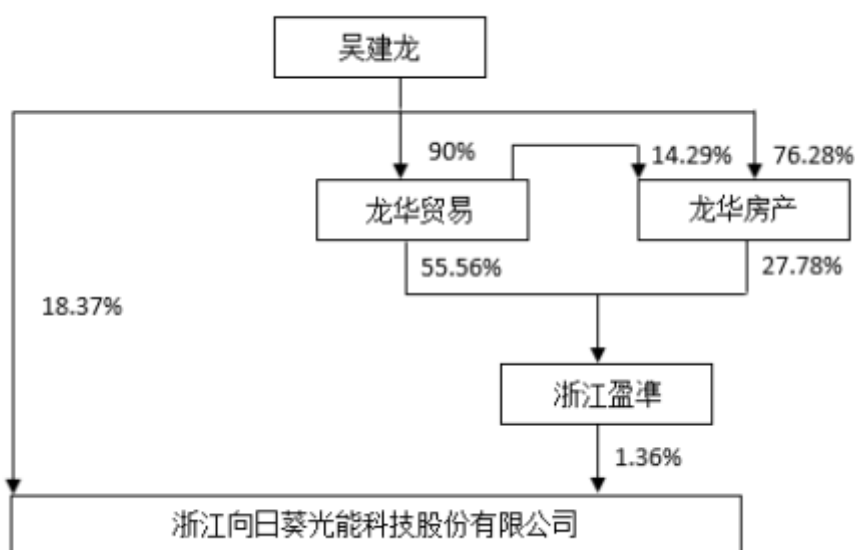 吴建龙
90%
14.29%
76.28%
龙华贸易
龙华房产
55.56%
27.78%
18.37%
浙江盈凖
1.36%
浙江向日葵光能科技股份有限公司